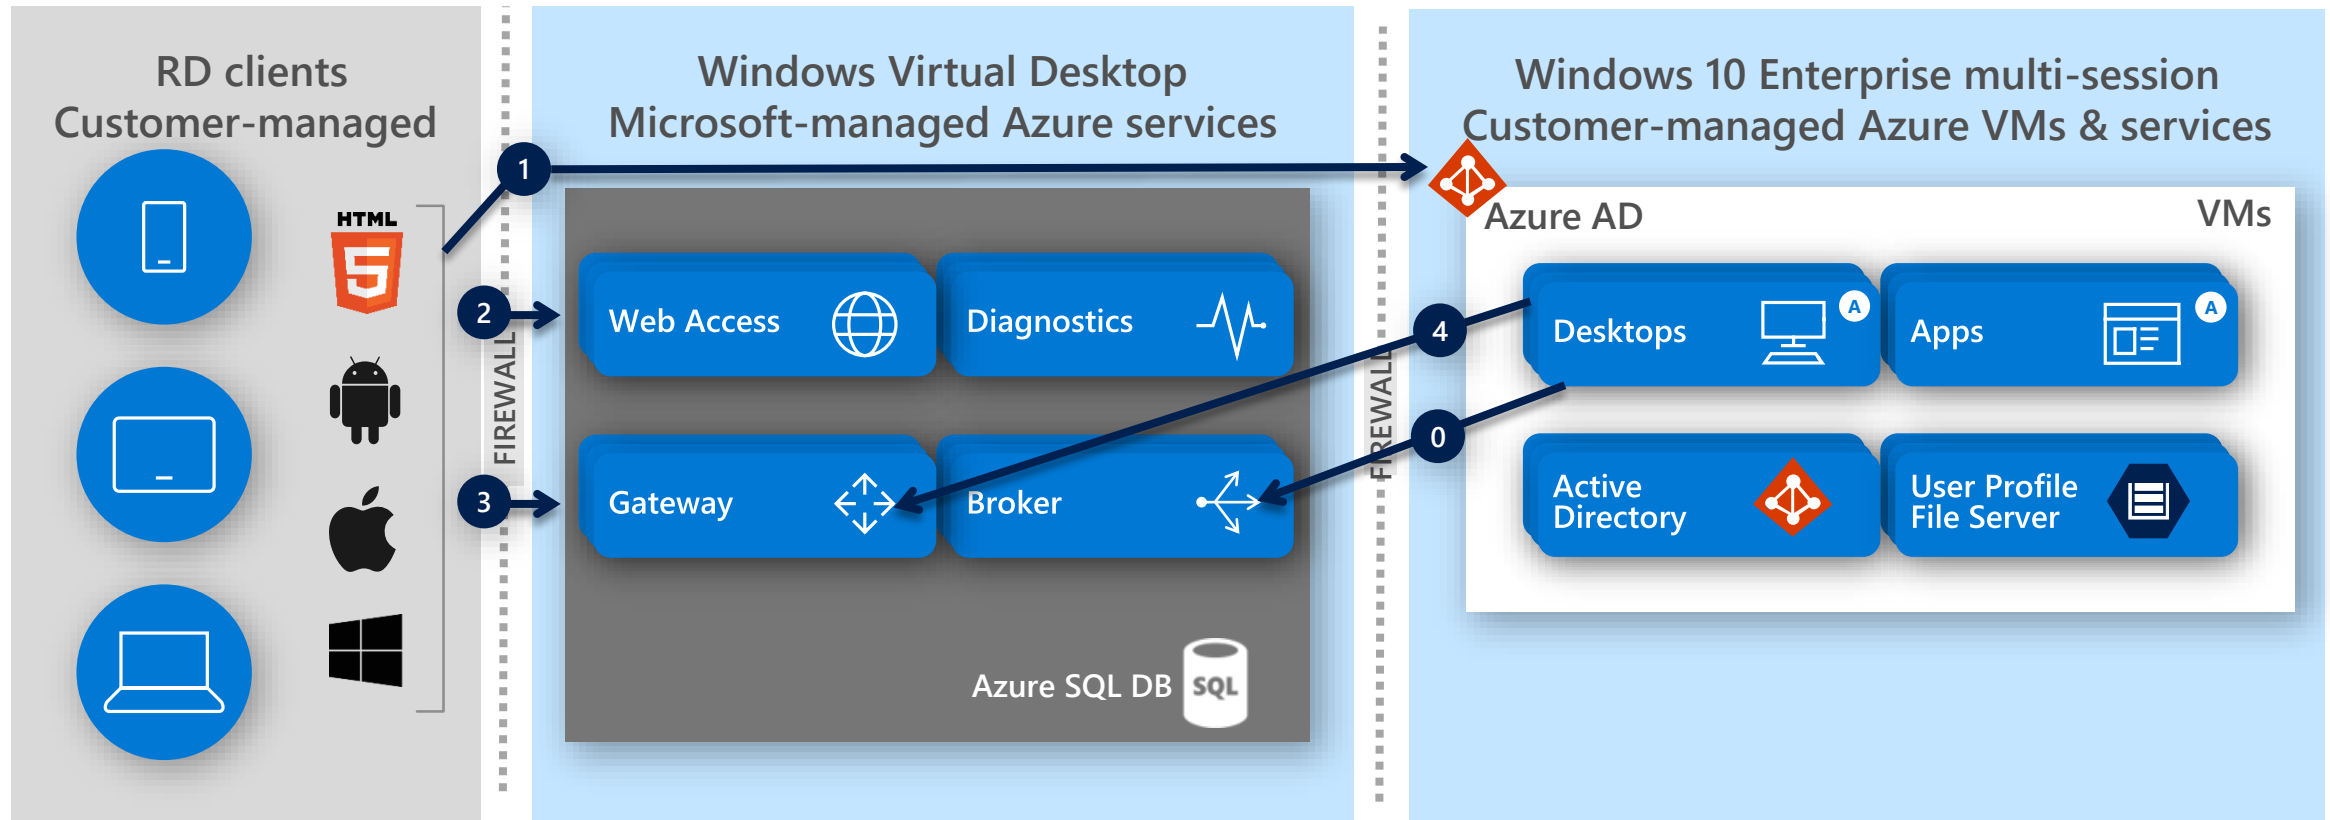 RD clients
Customer-managed
HTML
5
FIREWALL
Windows Virtual Desktop
Microsoft-managed Azure services
1
2
3
Web Access
Diagnostics
Gateway
Broker
Azure SQL DB
SQL
FIREWALL
4
0
Windows 10 Enterprise multi-session
Customer-managed Azure VMs & services
Azure AD
VMs
Desktops
A
Apps
A
Active
Directory
User Profile
File Server